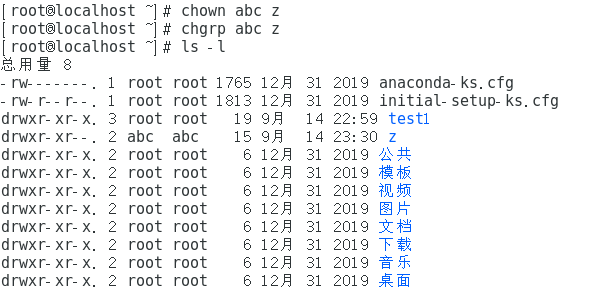 [root@localhost ~]# chown abc z
[root@localhost ~]# chgrp abc z
[root@localhost ~]# ls -l
总用量 8
-rw-------. 1 root root 1765 12月 31 2019 anaconda-ks.cfg
-rw-r--r--. 1 root root 1813 12月 31 2019 initial-setup-ks.cfg
drwxr-xr-x. 3 root root 19 9月 14 22:59 test1
drwxr-xr--. 2 abc abc 15 9月 14 23:30 z
drwxr-xr-x. 2 root root 6 12月 31 2019 公共
drwxr-xr-x. 2 root root 6 12月 31 2019 模板
drwxr-xr-x. 2 root root 6 12月 31 2019 视频
drwxr-xr-x. 2 root root 6 12月 31 2019 图片
drwxr-xr-x. 2 root root 6 12月 31 2019 文档
drwxr-xr-x. 2 root root 6 12月 31 2019 下载
drwxr-xr-x. 2 root root 6 12月 31 2019 音乐
drwxr-xr-x. 2 root root 6 12月 31 2019 桌面